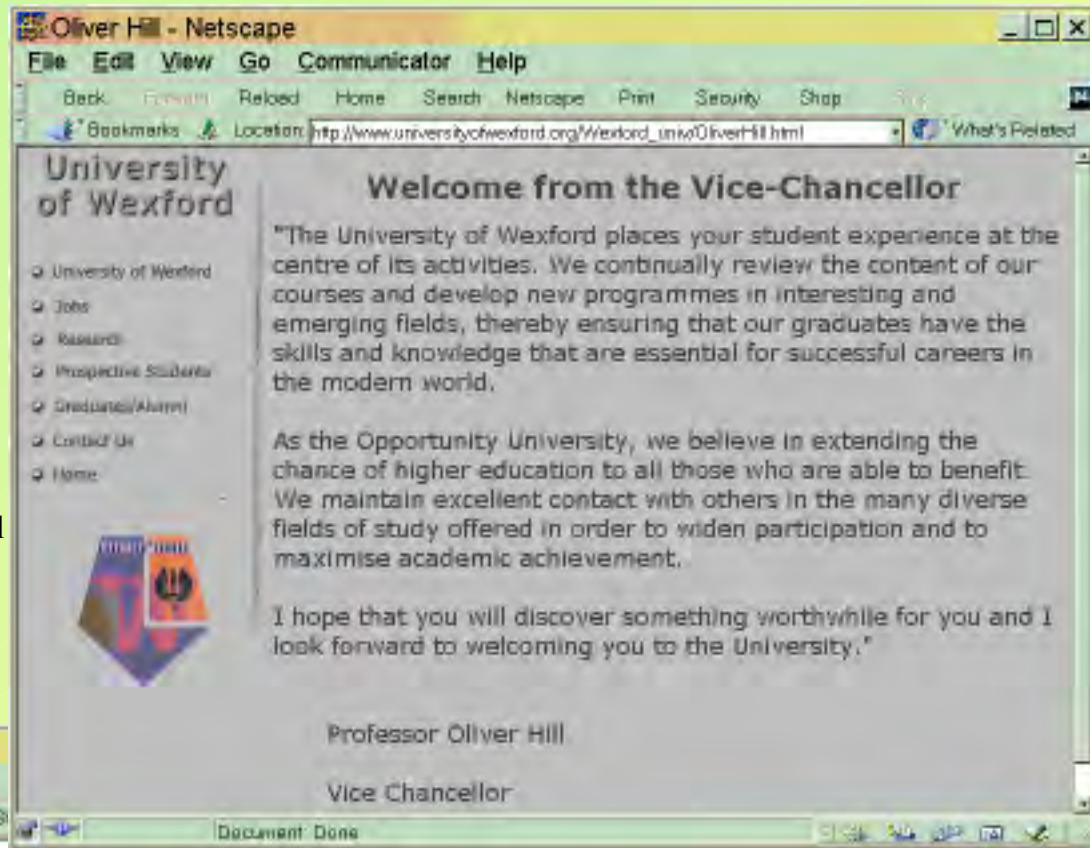 Oliver Hill - Netscape
File Edit View Go Communicator Help
Back Forward Reload Home Search Netscape Print Security Shop
Bookmarks Location: http://www.universityofwexford.org/Wexford_univ/OliverHill.html What's Related
University
of Wexford
University of Wexford
Jobs
Research
Prospective Students
Graduates/Alumni
Contact Us
Home
Welcome from the Vice-Chancellor
"The University of Wexford places your student experience at the
centre of its activities. We continually review the content of our
courses and develop new programmes in interesting and
emerging fields, thereby ensuring that our graduates have the
skills and knowledge that are essential for successful careers in
the modern world.
As the Opportunity University, we believe in extending the
chance of higher education to all those who are able to benefit.
We maintain excellent contact with others in the many diverse
fields of study offered in order to widen participation and to
maximise academic achievement.
I hope that you will discover something worthwhile for you and I
look forward to welcoming you to the University."
Professor Oliver Hill
Vice Chancellor
Document: Done